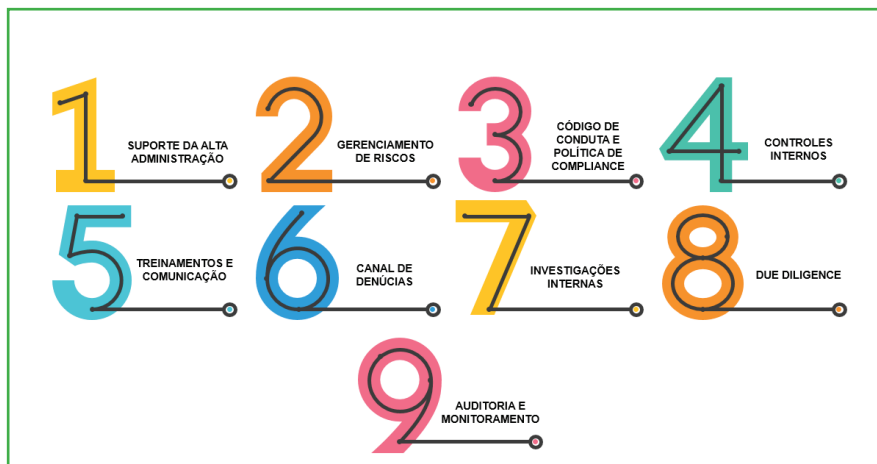 1
SUPORTE DA ALTA
ADMINISTRAÇÃO
2
GERENCIAMENTO
DE RISCOS
3
CÓDIGO DE
CONDUTA E
POLÍTICA DE
COMPLIANCE
4
CONTROLES
INTERNOS
5
TREINAMENTOS E
COMUNICAÇÃO
6
CANAL DE
DENÚCIAS
7
INVESTIGAÇÕES
INTERNAS
8
DUE DILIGENCE
9
AUDITORIA E
MONITORAMENTO